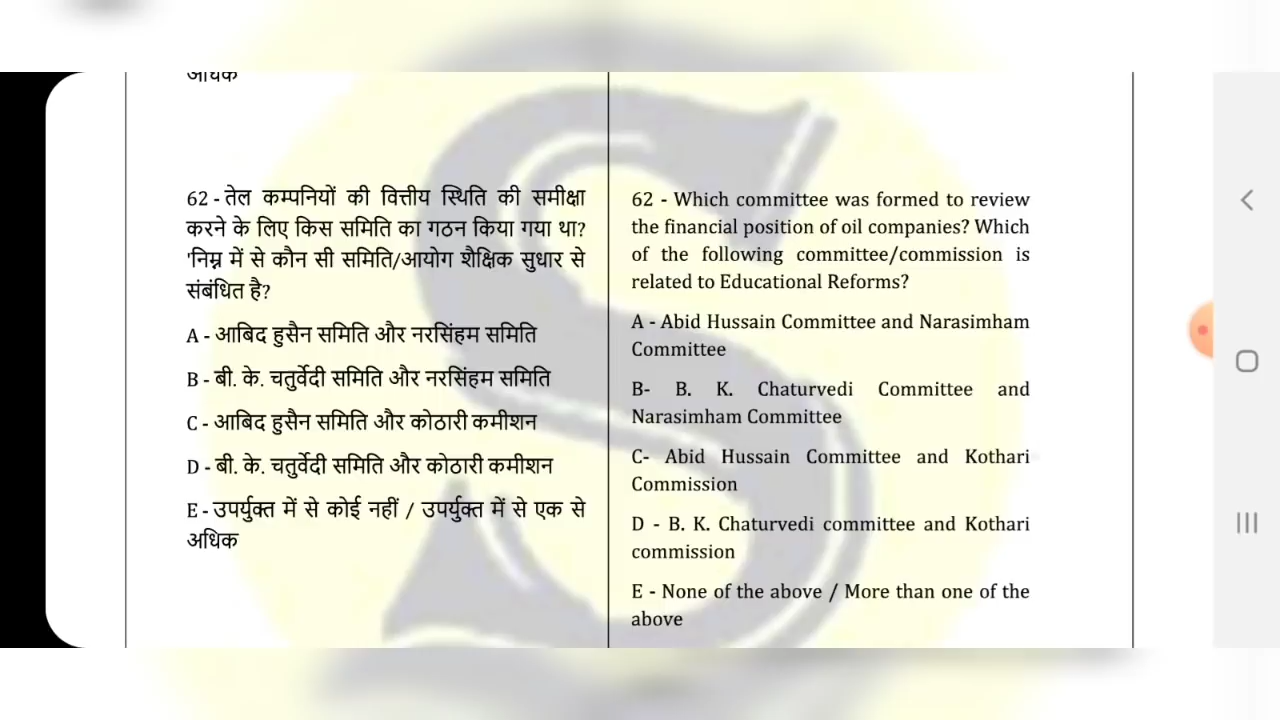 अधिक
62 - तेल कम्पनियों की वित्तीय स्थिति की समीक्षा
करने के लिए किस समिति का गठन किया गया था?
'निम्न में से कौन सी समिति/आयोग शैक्षिक सुधार से
संबंधित है?
A - आबिद हुसैन समिति और नरसिंहम समिति
B - बी. के. चतुर्वेदी समिति और नरसिंहम समिति
C - आबिद हुसैन समिति और कोठारी कमीशन
D - बी. के. चतुर्वेदी समिति और कोठारी कमीशन
E - उपर्युक्त में से कोई नहीं / उपर्युक्त में से एक से
अधिक
62 - Which committee was formed to review
the financial position of oil companies? Which
of the following committee/commission is
related to Educational Reforms?
A - Abid Hussain Committee and Narasimham
Committee
B- B. K. Chaturvedi Committee and
Narasimham Committee
C- Abid Hussain Committee and Kothari
Commission
D - B. K. Chaturvedi committee and Kothari
commission
E - None of the above / More than one of the
above